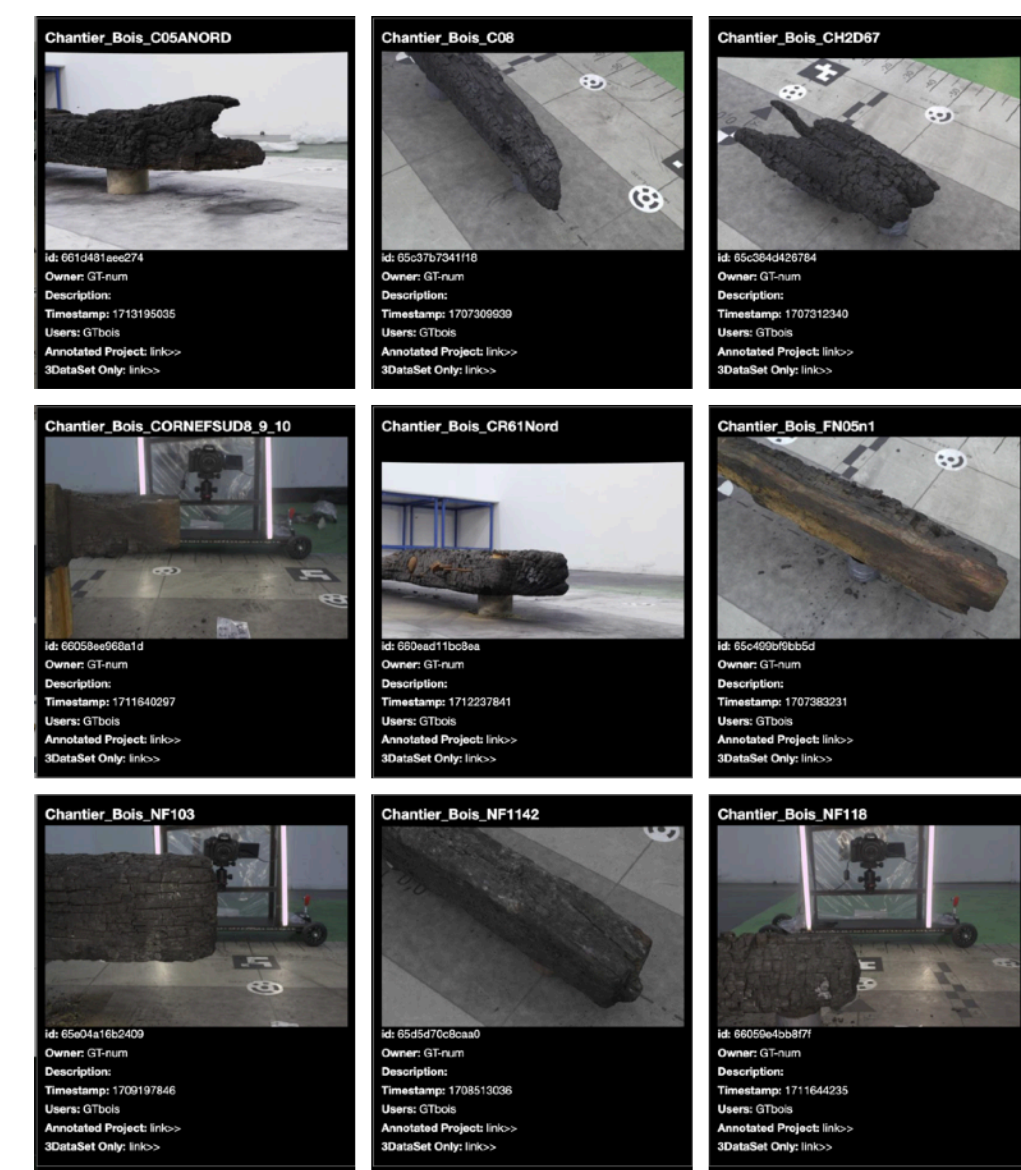 Chantier_Bois_C05ANORD
id: 661d481aee274
Owner: GT-num
Description:
Timestamp: 1713195035
Users: GTbois
Annotated Project: link>>
3DataSet Only: link>>
Chantier_Bois_C08
id: 65c37b7341f18
Owner: GT-num
Description:
Timestamp: 1707309939
Users: GTbois
Annotated Project: link>>
3DataSet Only: link>>
Chantier_Bois_CH2D67
id: 65c384d426784
Owner: GT-num
Description:
Timestamp: 1707312340
Users: GTbois
Annotated Project: link>>
3DataSet Only: link>>
Chantier_Bois_CORNEFSUD8_9_10
id: 66058ee968a1d
Owner: GT-num
Description:
Timestamp: 1711640297
Users: GTbois
Annotated Project: link>>
3DataSet Only: link>>
Chantier_Bois_CR61Nord
id: 660ead11bc8ea
Owner: GT-num
Description:
Timestamp: 1712237841
Users: GTbois
Annotated Project: link>>
3DataSet Only: link>>
Chantier_Bois_FN05n1
id: 65c499bf9bb5d
Owner: GT-num
Description:
Timestamp: 1707383231
Users: GTbois
Annotated Project: link>>
3DataSet Only: link>>
Chantier_Bois_NF103
id: 65e04a16b2409
Owner: GT-num
Description:
Timestamp: 1709197846
Users: GTbois
Annotated Project: link>>
3DataSet Only: link>>
Chantier_Bois_NF1142
id: 65d5d70c8caa0
Owner: GT-num
Description:
Timestamp: 1708513036
Users: GTbois
Annotated Project: link>>
3DataSet Only: link>>
Chantier_Bois_NF118
id: 66059e4bb8f7f
Owner: GT-num
Description:
Timestamp: 1711644235
Users: GTbois
Annotated Project: link>>
3DataSet Only: link>>